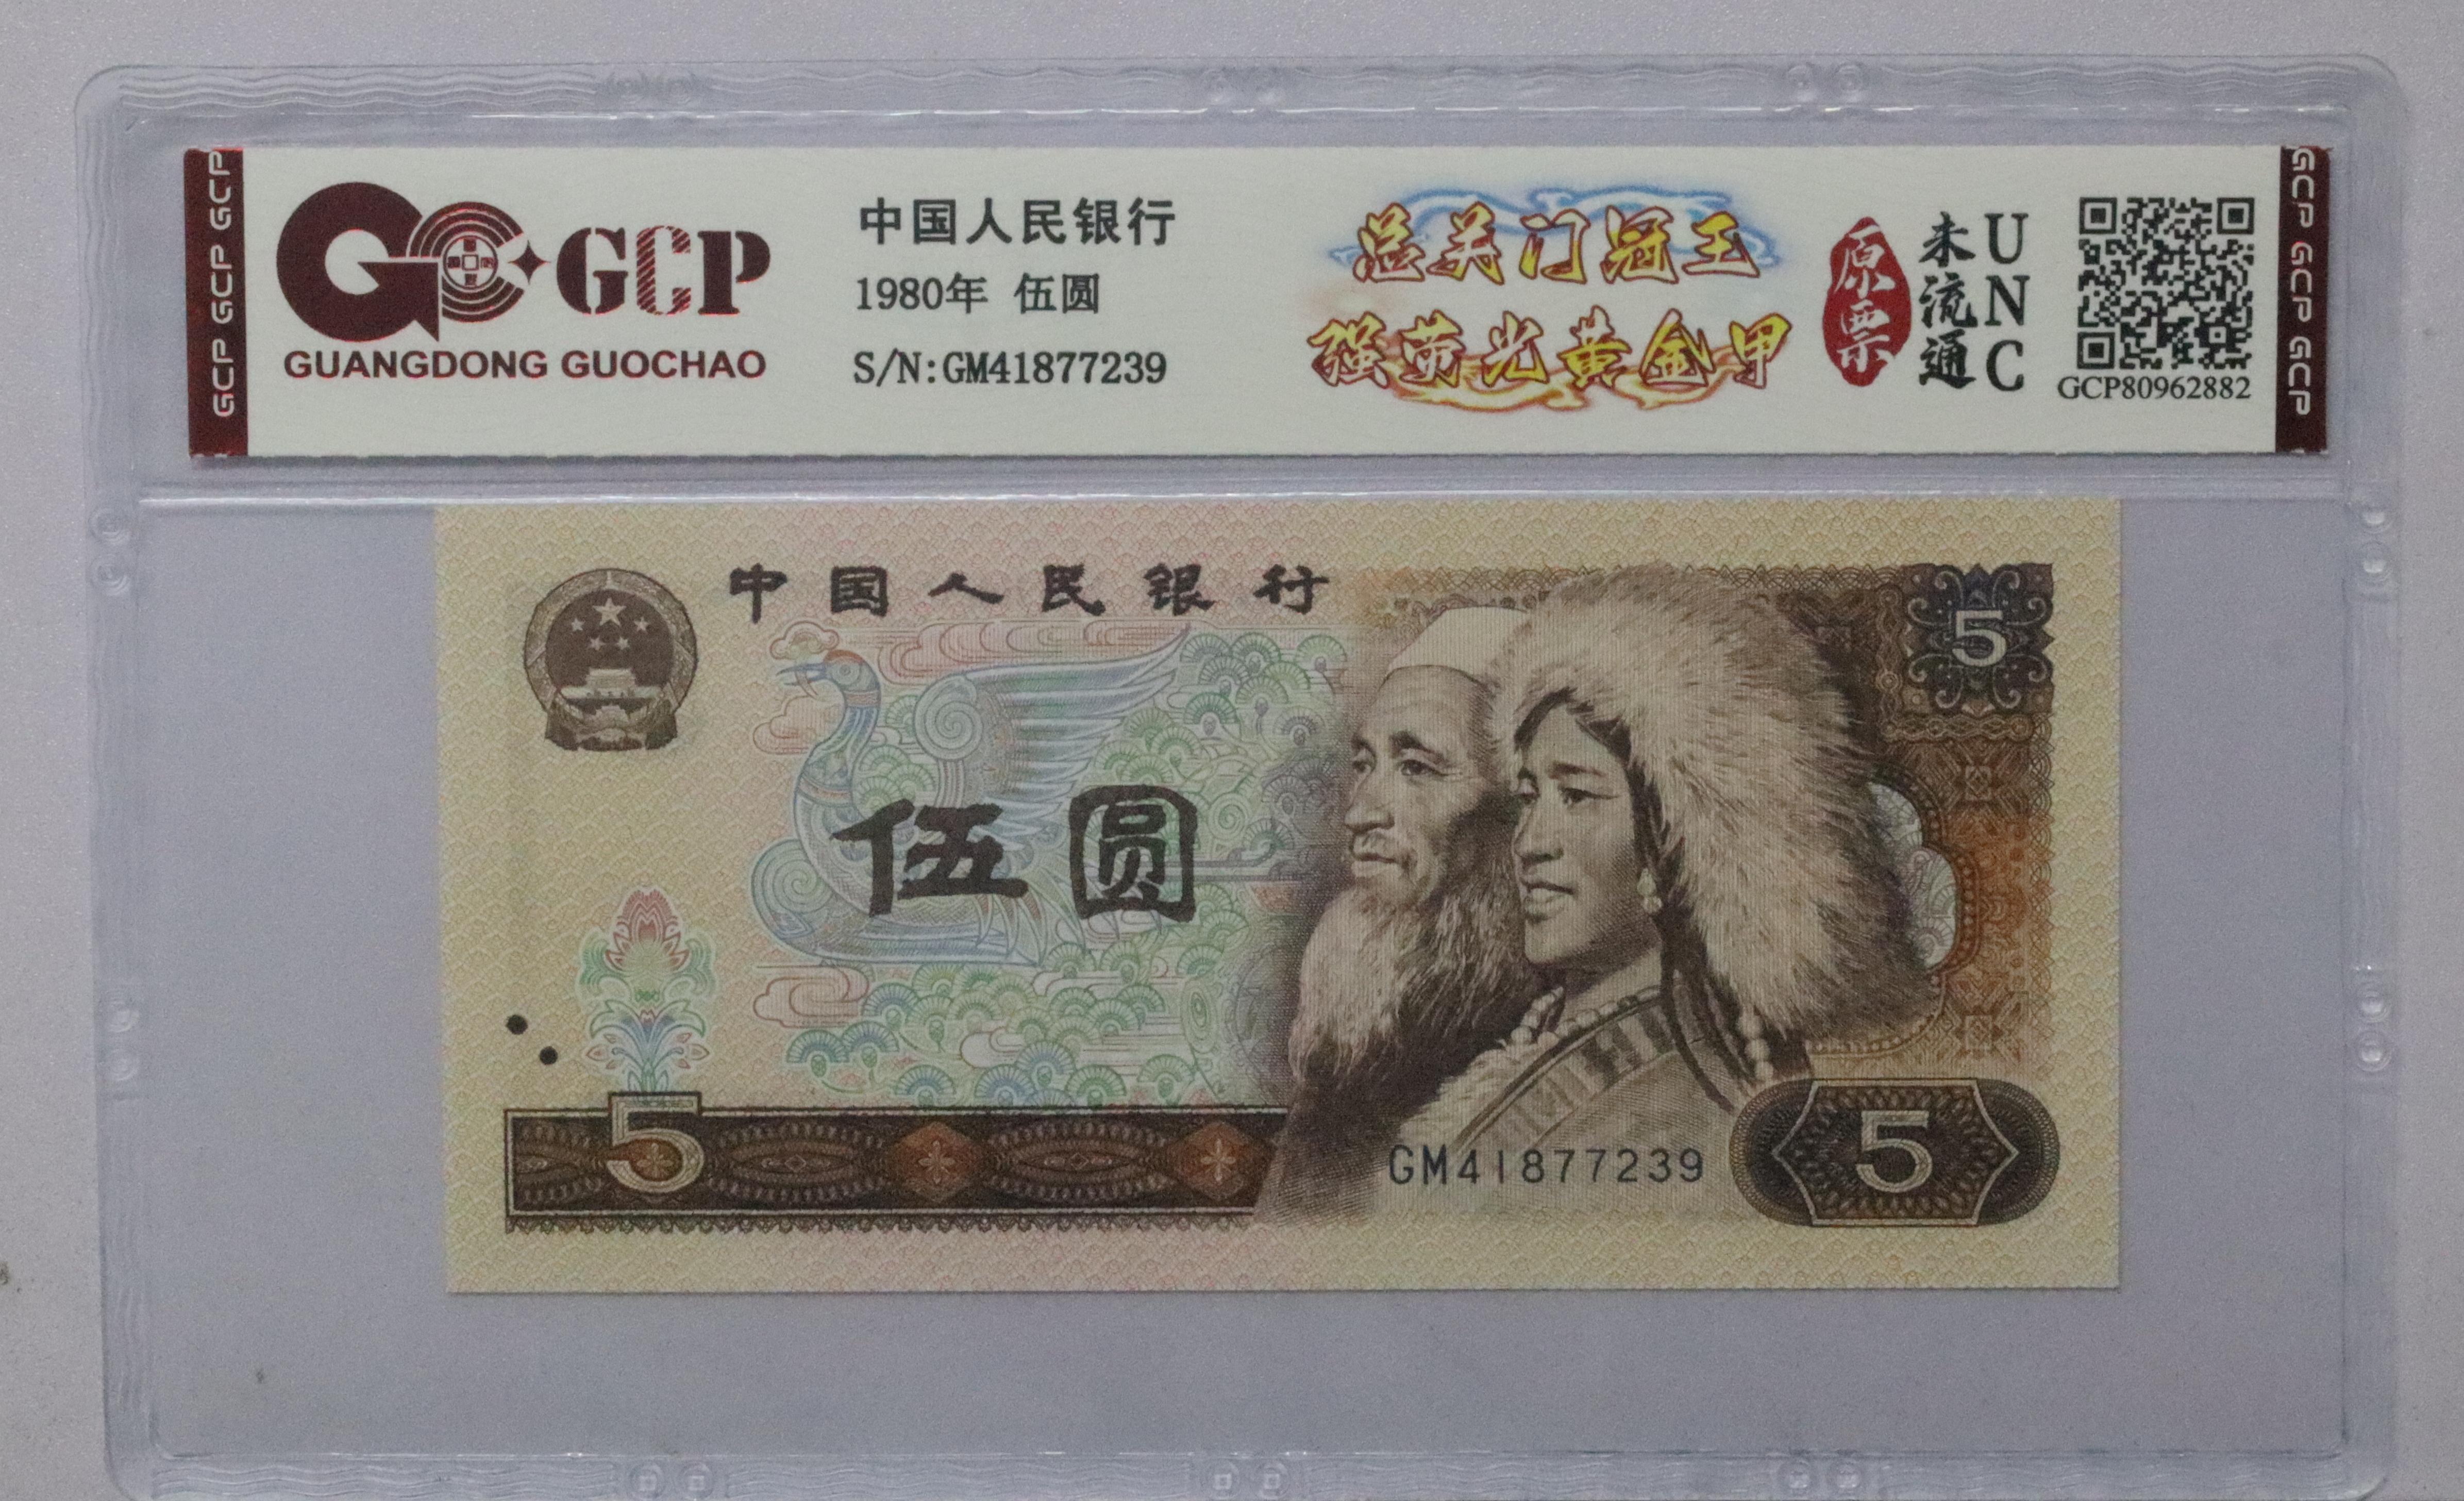 GCP GCP GCP
GCP
GUANGDONG GUOCHAO
中国人民银行
1980年 伍圆
S/N:GM41877239
总关门冠王
强荧光黄金甲
原票
未流通
UNC
GCP80962882
GCP GCP GCP
中国人民银行
5
伍圆
5
GM41877239
5